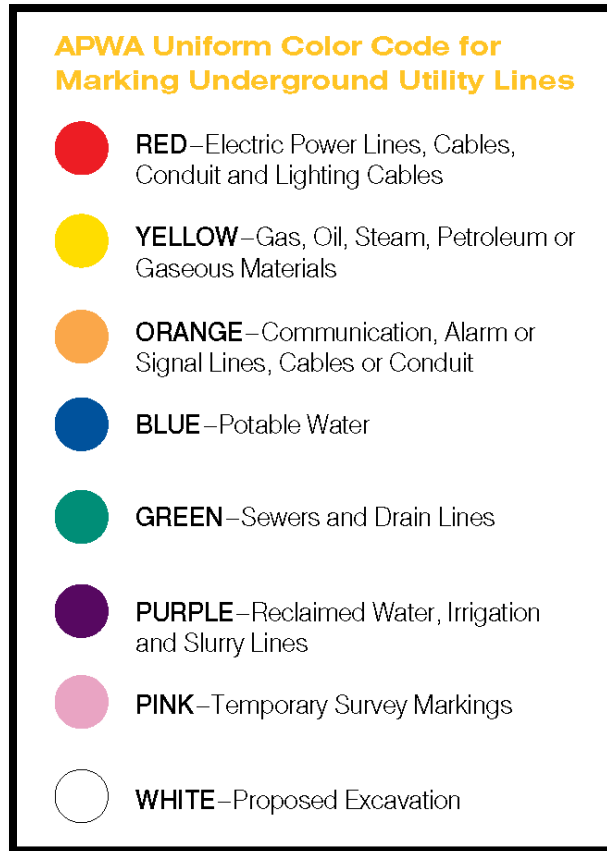 APWA Uniform Color Code for
Marking Underground Utility Lines
RED–Electric Power Lines, Cables,
Conduit and Lighting Cables
YELLOW–Gas, Oil, Steam, Petroleum or
Gaseous Materials
ORANGE–Communication, Alarm or
Signal Lines, Cables or Conduit
BLUE–Potable Water
GREEN–Sewers and Drain Lines
PURPLE–Reclaimed Water, Irrigation
and Slurry Lines
PINK–Temporary Survey Markings
WHITE–Proposed Excavation